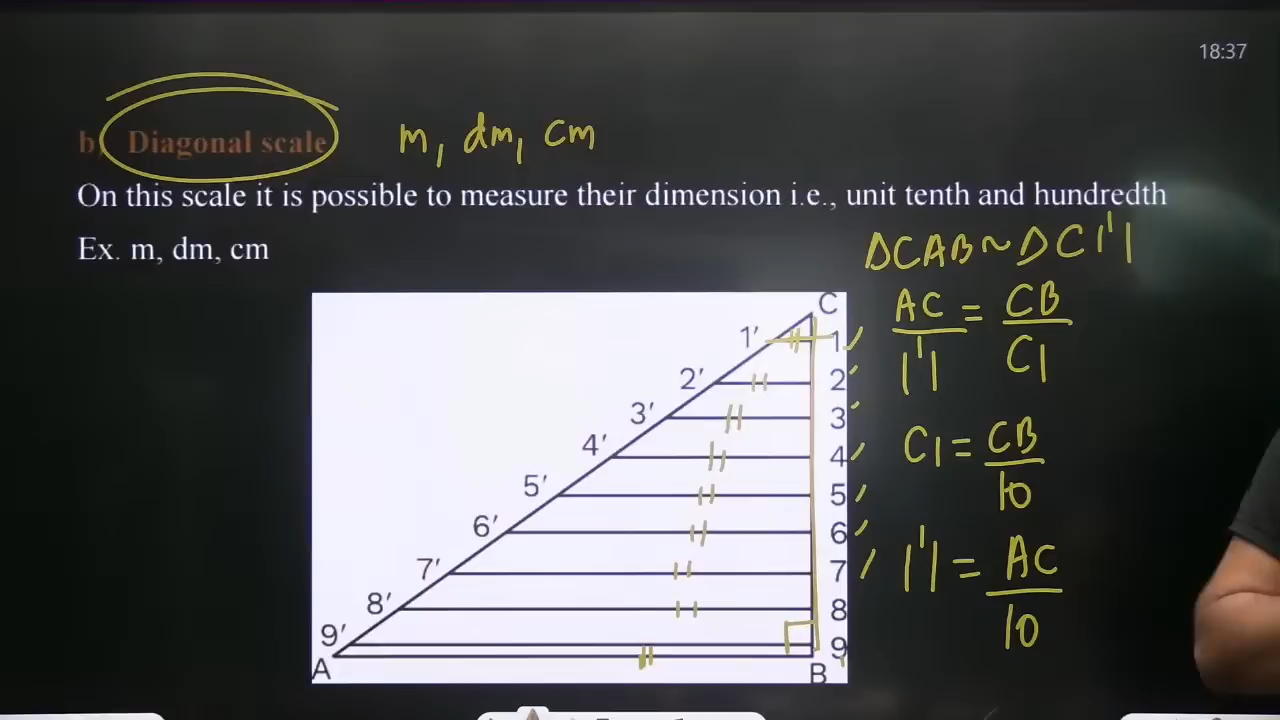 18:37
b) Diagonal scale m, dm, cm
On this scale it is possible to measure their dimension i.e., unit tenth and hundredth
Ex. m, dm, cm
ΔCAB ~ ΔC1'1
AC/1'1 = CB/C1
C1 = CB/10
1'1 = AC/10
C
1' 1
2' 2
3' 3
4' 4
5' 5
6' 6
7' 7
8' 8
9' 9
A B